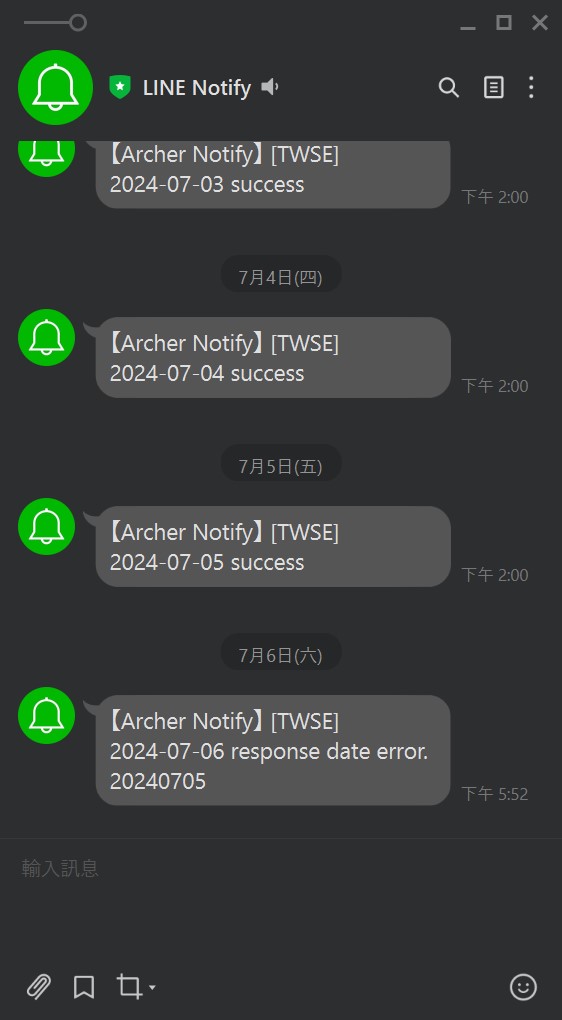 LINE Notify
【Archer Notify】 [TWSE]
2024-07-03 success
下午 2:00
7月4日(四)
【Archer Notify】 [TWSE]
2024-07-04 success
下午 2:00
7月5日(五)
【Archer Notify】 [TWSE]
2024-07-05 success
下午 2:00
7月6日(六)
【Archer Notify】 [TWSE]
2024-07-06 response date error.
20240705
下午 5:52
輸入訊息